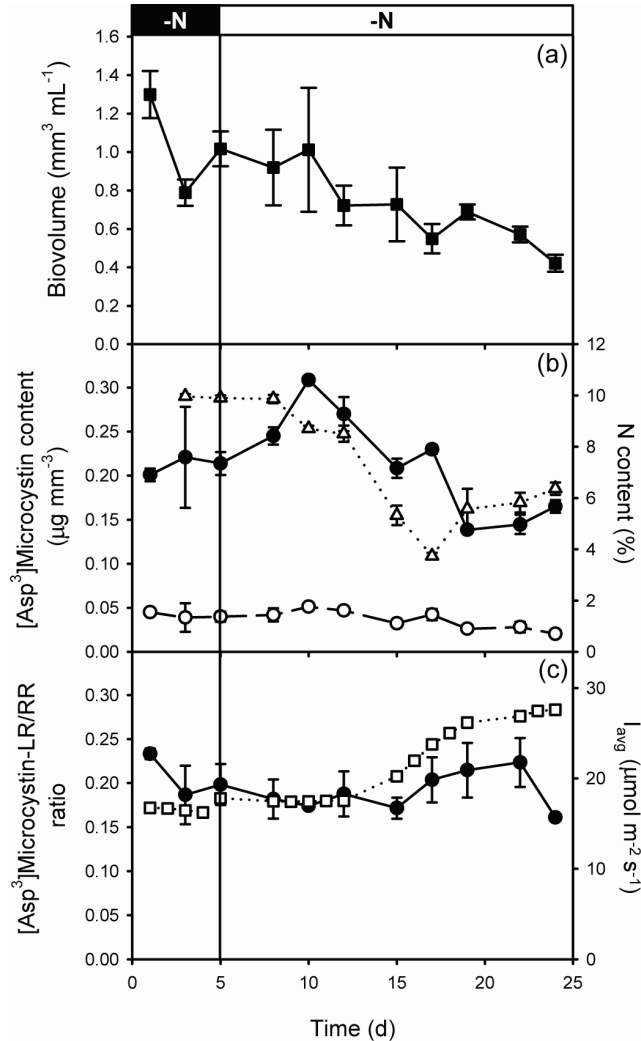 -N -N
(a)
1.6
1.4
1.2
1.0
0.8
0.6
0.4
0.2
0.0
Biovolume (mm³ mL⁻¹)
(b)
0.30
0.25
0.20
0.15
0.10
0.05
0.00
[Asp³]Microcystin content
(µg mm⁻³)
12
10
8
6
4
2
0
N content (%)
(c)
0.30
0.25
0.20
0.15
0.10
0.05
0.00
[Asp³]Microcystin-LR/RR
ratio
30
20
10
0
Iavg (µmol m⁻² s⁻¹)
0 5 10 15 20 25
Time (d)